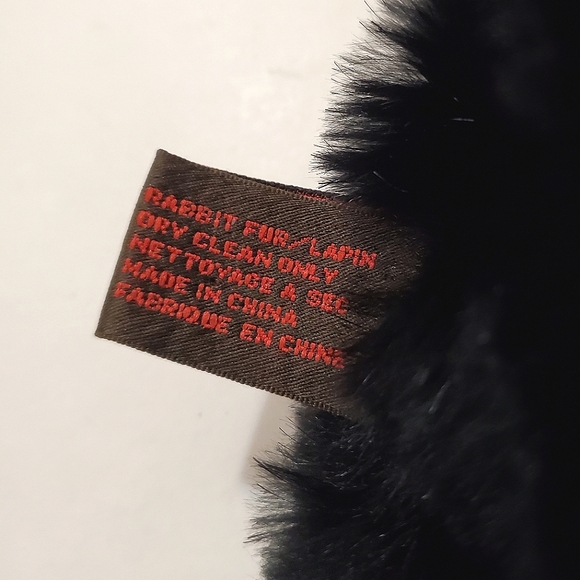 RABBIT FUR/LAPIN
DRY CLEAN ONLY
NETTOYAGE A SEC
MADE IN CHINA
FABRIQUE EN CHINE